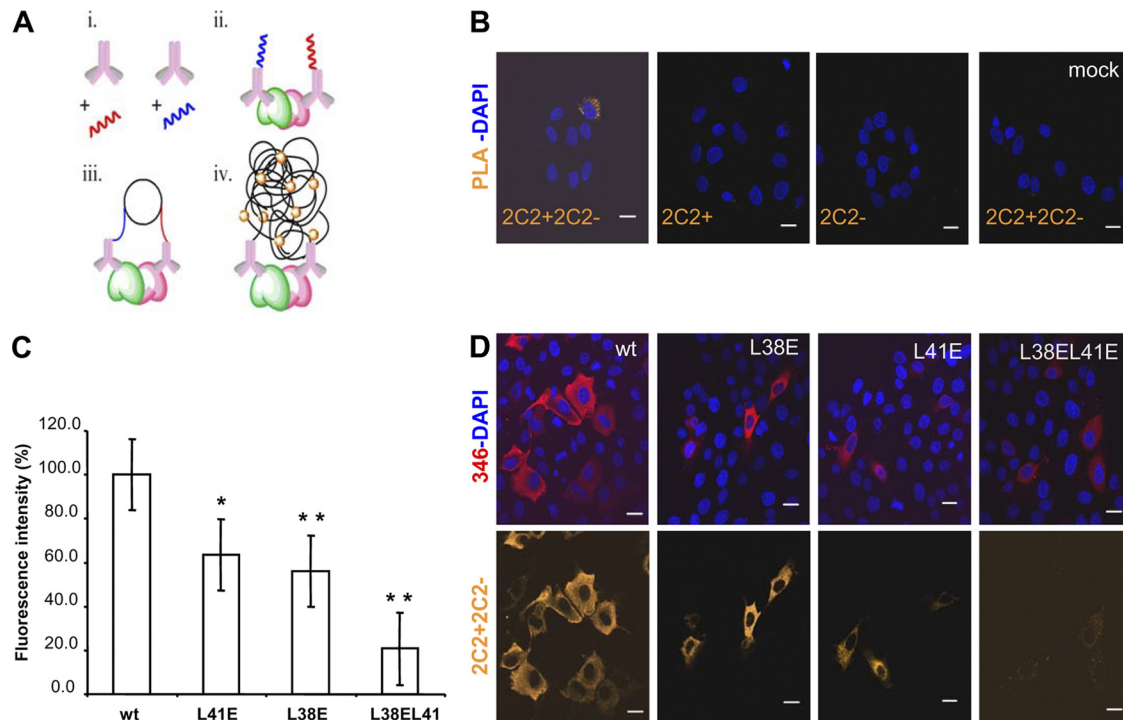 A
i.
ii.
+
+
iii.
iv.
B
PLA -DAPI
2C2+2C2-
2C2+
2C2-
mock
2C2+2C2-
C
Fluorescence intensity (%)
120.0
100.0
80.0
60.0
40.0
20.0
0.0
*
* *
* *
wt
L41E
L38E
L38EL41
D
346-DAPI
wt
L38E
L41E
L38EL41E
2C2+2C2-